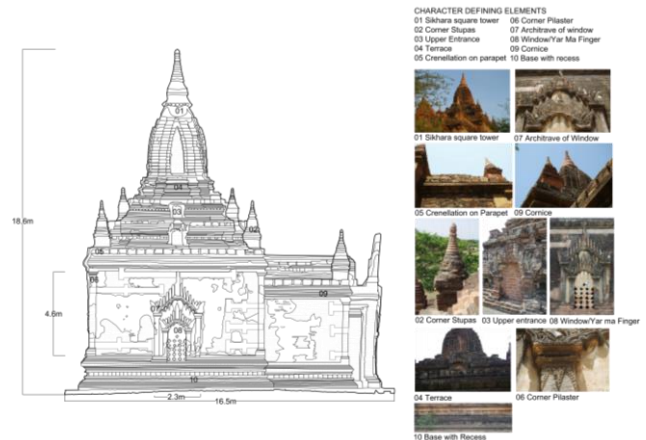 CHARACTER DEFINING ELEMENTS
01 Sikhara square tower 06 Corner Pilaster
02 Corner Stupas 07 Architrave of window
03 Upper Entrance 08 Window/Yar Ma Finger
04 Terrace 09 Cornice
05 Crenellation on parapet 10 Base with recess
01
04
03
02
05
06
09
07
08
10
18.6m
4.6m
2.3m
16.5m
01 Sikhara square tower 07 Architrave of Window
05 Crenellation on Parapet 09 Cornice
02 Corner Stupas 03 Upper entrance 08 Window/Yar ma Finger
04 Terrace 06 Corner Pilaster
10 Base with Recess